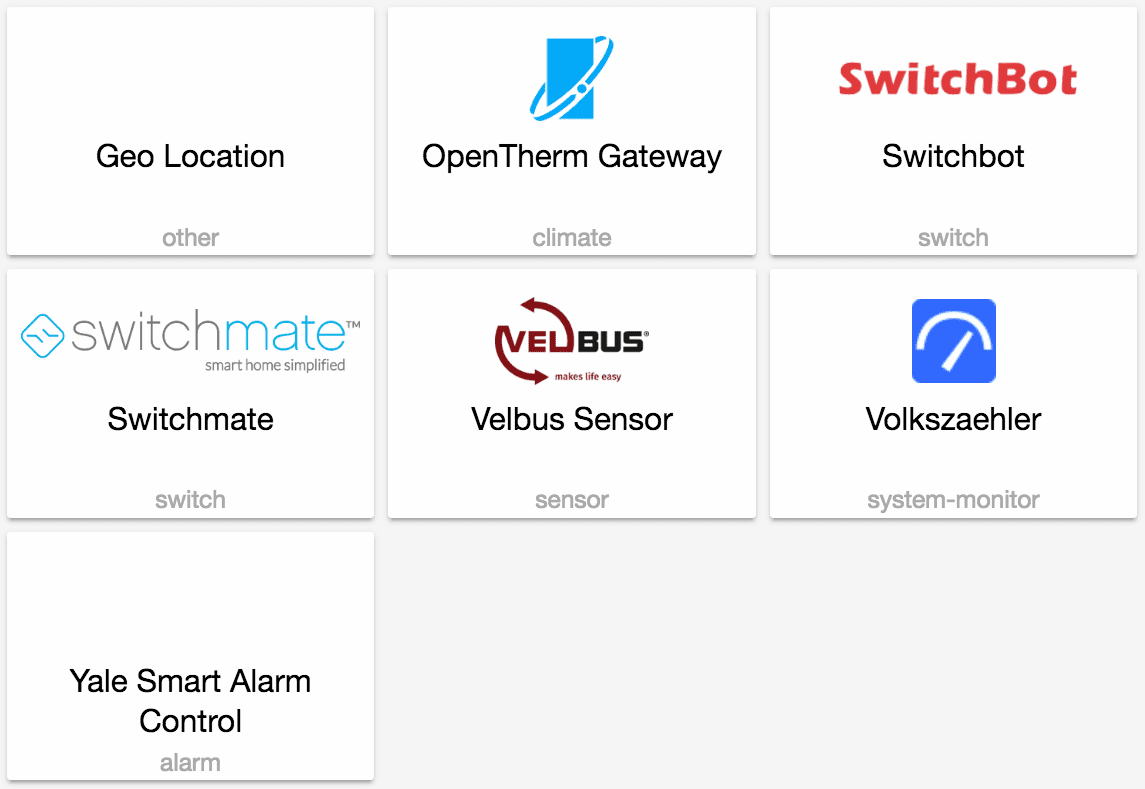 Geo Location
other
OpenTherm Gateway
climate
SwitchBot
Switchbot
switch
switchmate™
smart home simplified
Switchmate
switch
VELBUS®
makes life easy
Velbus Sensor
sensor
Volkszaehler
system-monitor
Yale Smart Alarm
Control
alarm